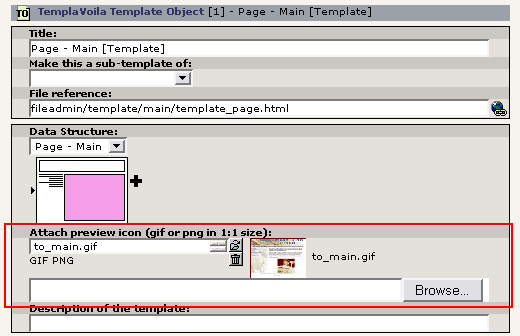 TO TemplaVoila Template Object [1] - Page - Main [Template]
Title:
Page - Main [Template]
Make this a sub-template of:
File reference:
fileadmin/template/main/template_page.html
Data Structure:
Page - Main
Attach preview icon (gif or png in 1:1 size):
to_main.gif
to_main.gif
GIF PNG
Browse...
Description of the template: